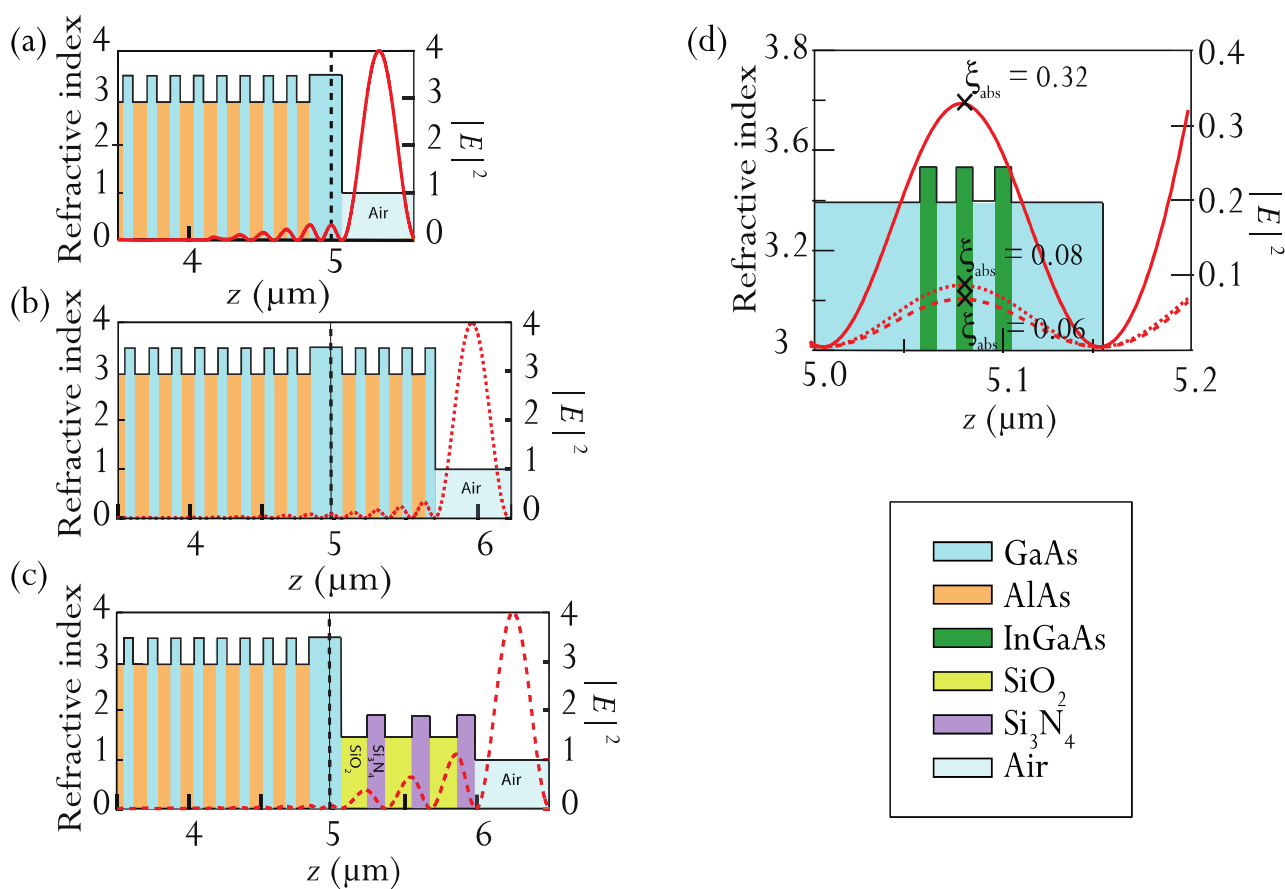 (a)
Refractive index
4
3
2
1
0
4
3
2
1
0
|E|²
Air
4
5
z (µm)
(b)
Refractive index
4
3
2
1
0
4
3
2
1
0
|E|²
Air
4
5
6
z (µm)
(c)
Refractive index
4
3
2
1
0
4
3
2
1
0
|E|²
SiO₂
Si₃N₄
Air
4
5
6
z (µm)
(d)
Refractive index
3.8
3.6
3.2
3
0.4
0.3
0.2
0.1
|E|²
ξabs = 0.32
ξabs = 0.08
ξabs = 0.06
5.0
5.1
5.2
z (µm)
GaAs
AlAs
InGaAs
SiO₂
Si₃N₄
Air